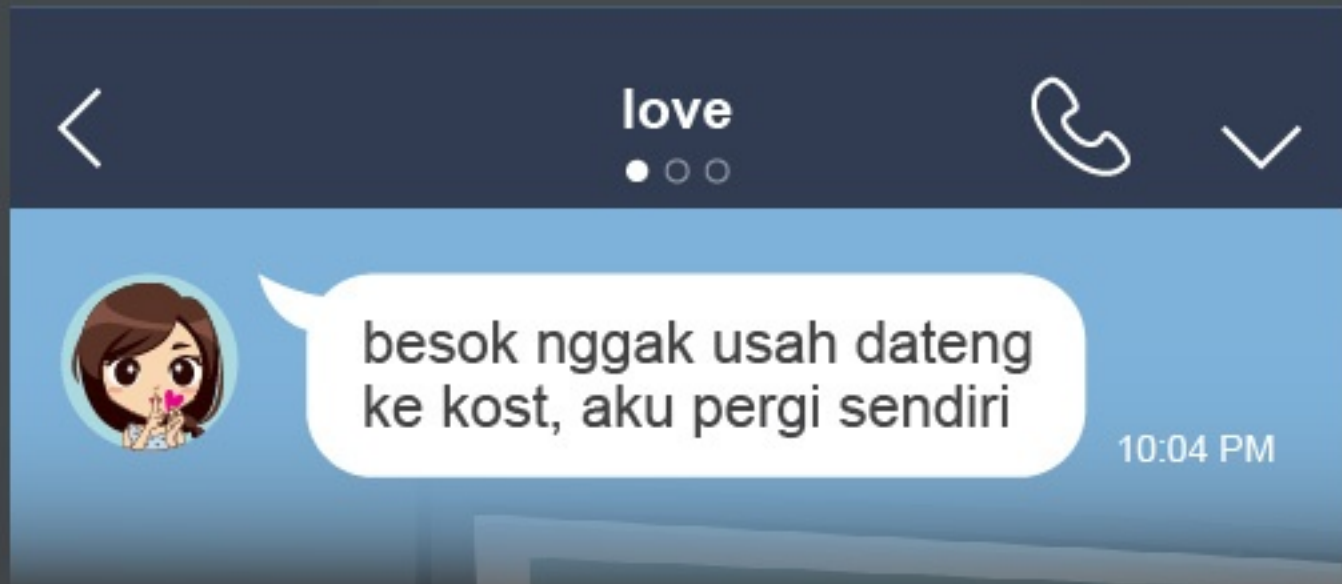 love
besok nggak usah dateng
ke kost, aku pergi sendiri
10:04 PM